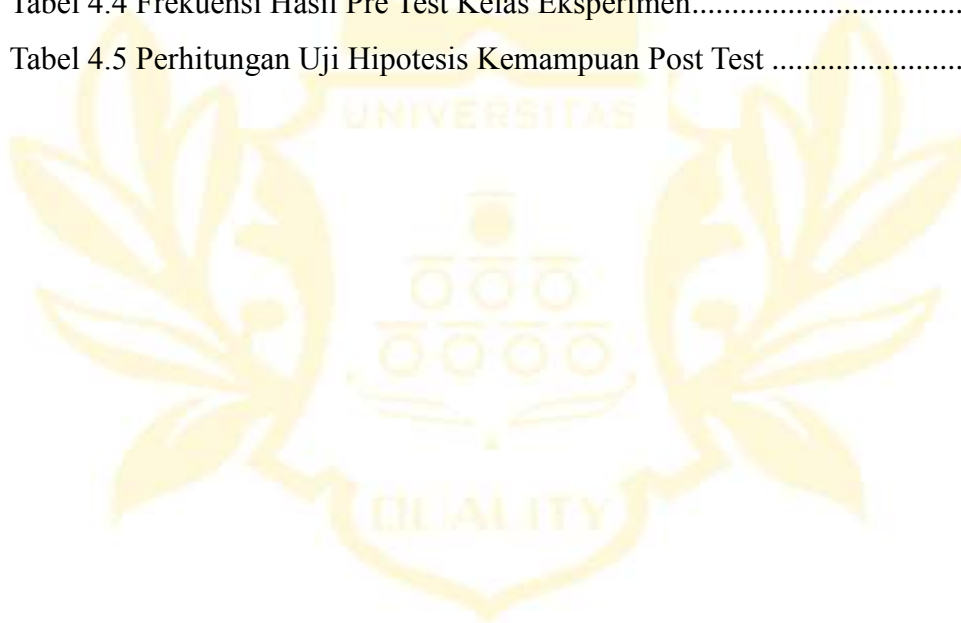 Tabel 4.4 Frekuensi Hasil Pre Test Kelas Eksperimen.................................
Tabel 4.5 Perhitungan Uji Hipotesis Kemampuan Post Test .......................
UNIVERSITAS
QUALITY